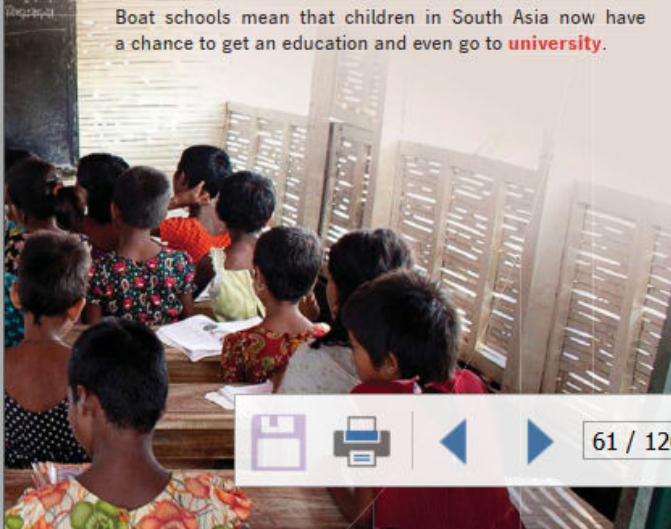 Boat schools mean that children in South Asia now have
a chance to get an education and even go to university.
61 / 12